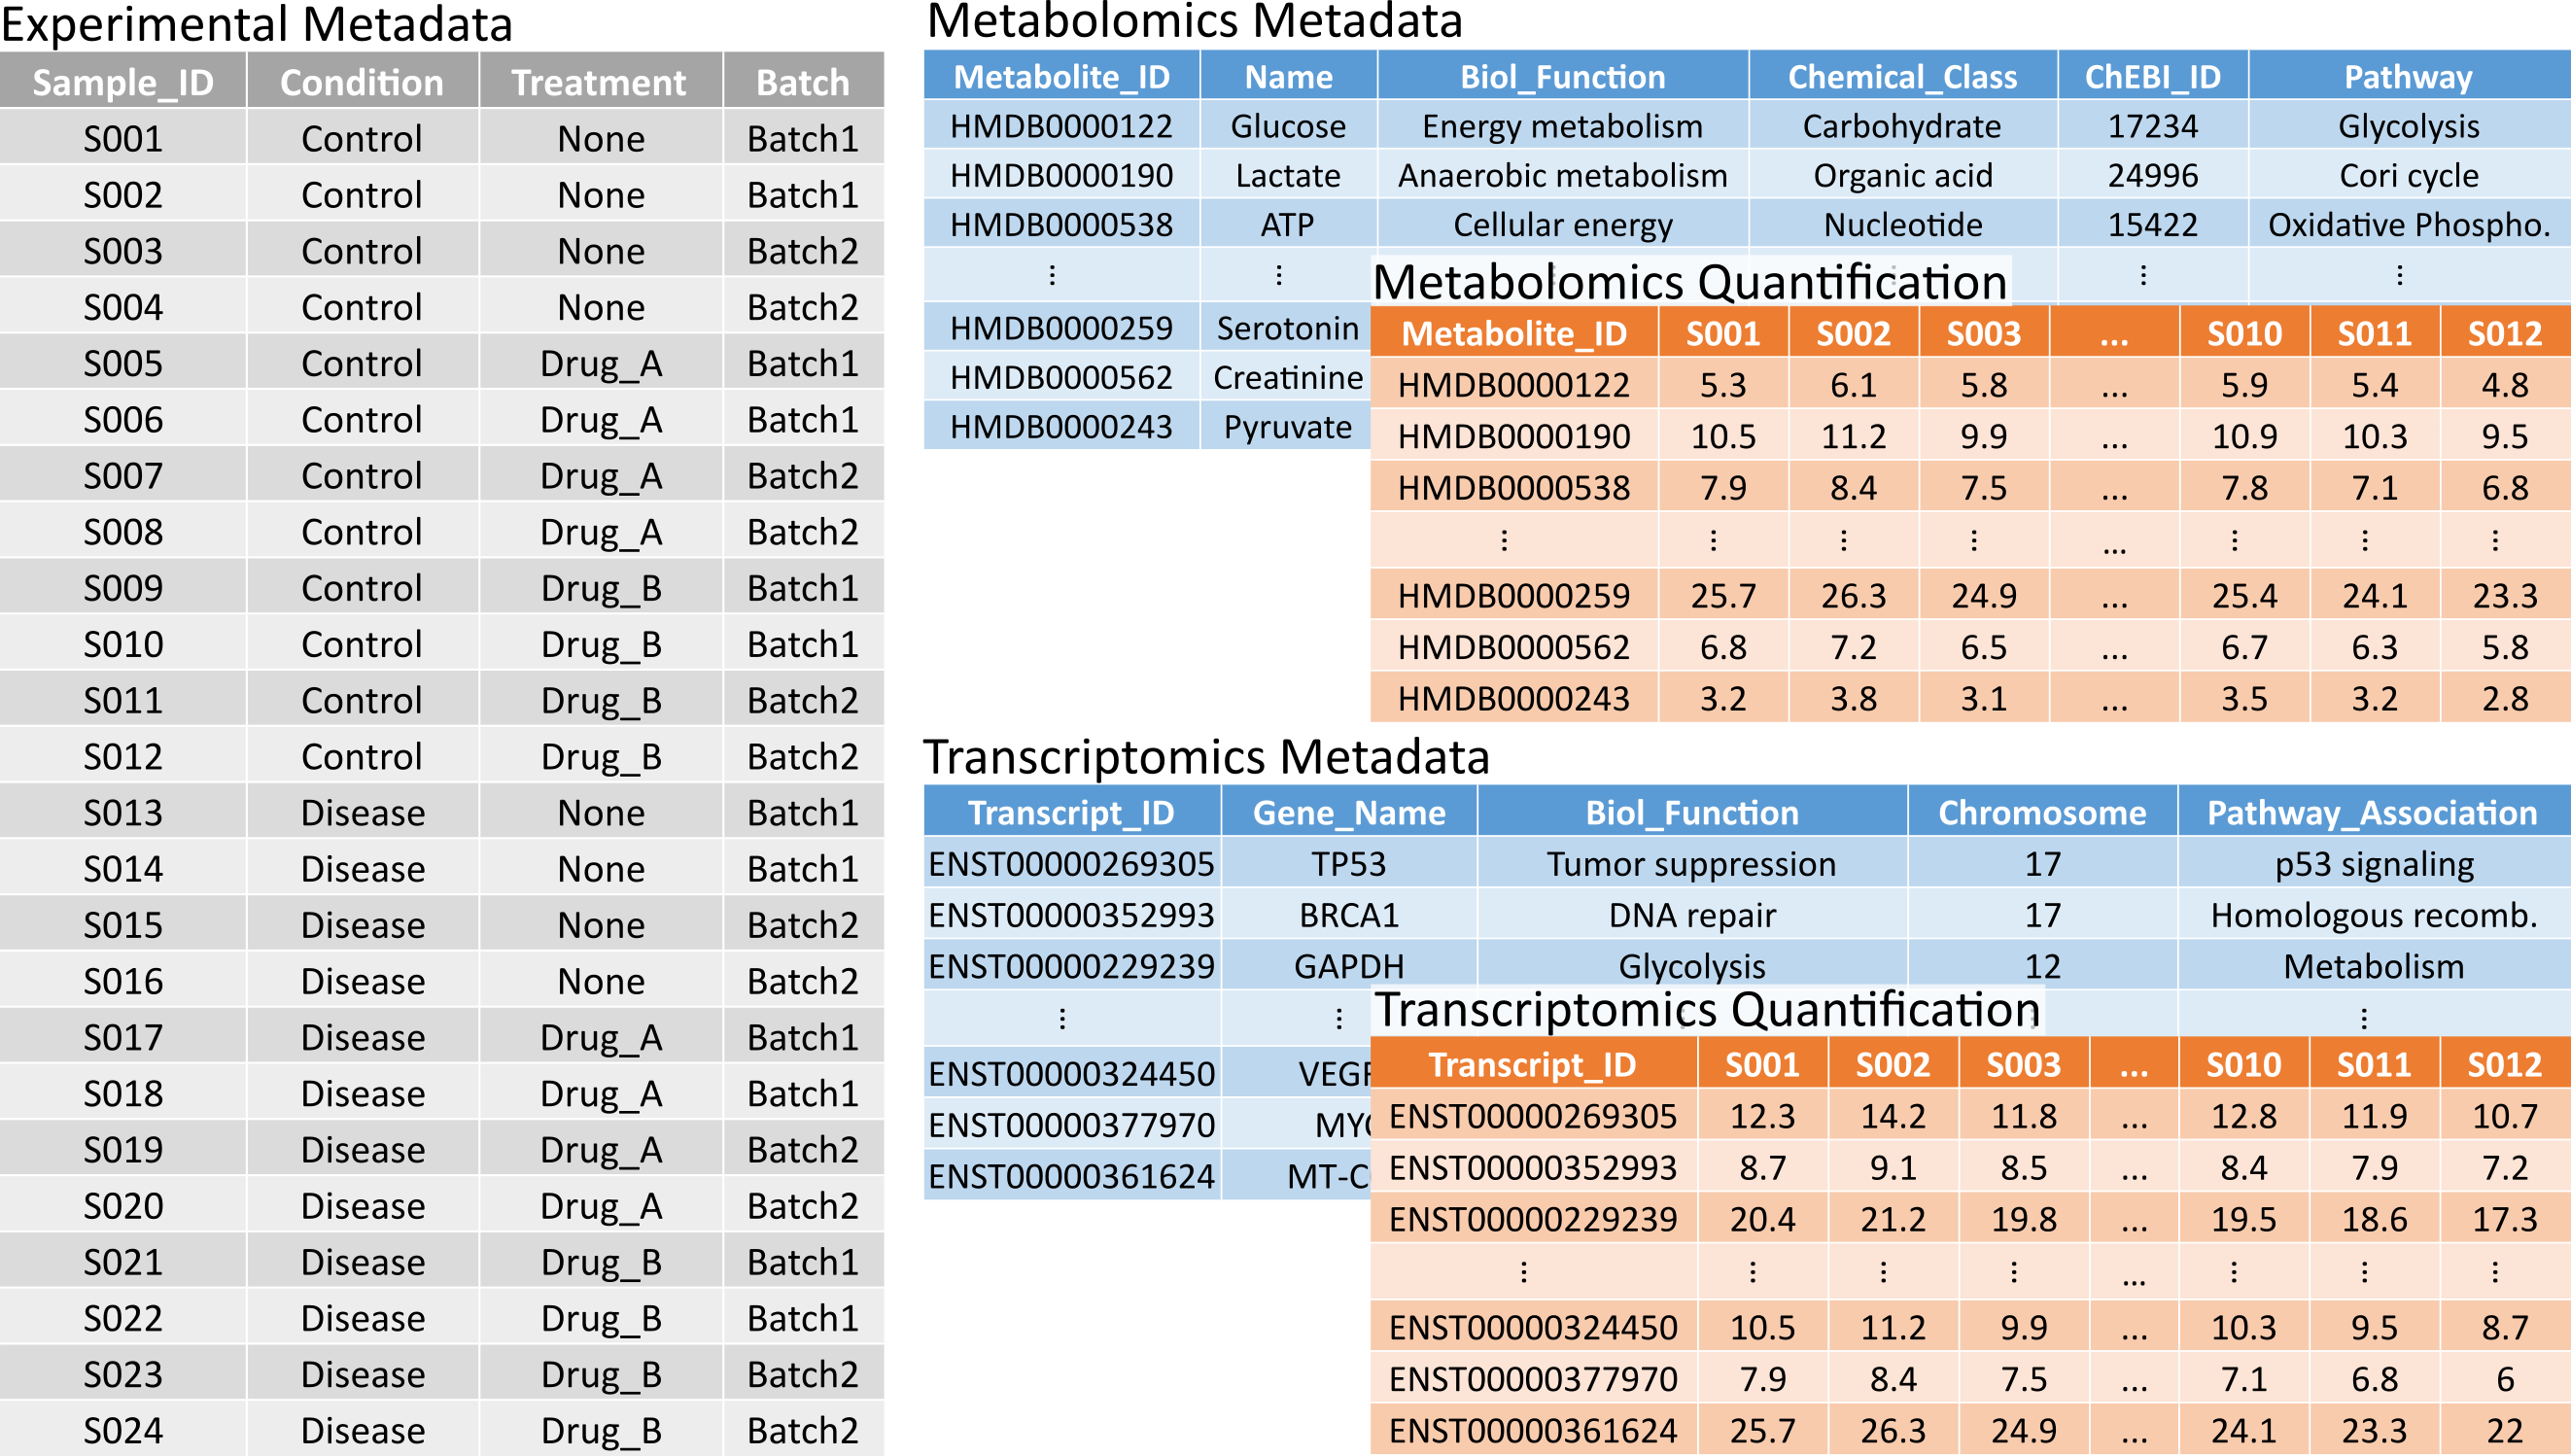 Experimental Metadata
Sample_ID Condition Treatment Batch
S001 Control None Batch1
S002 Control None Batch1
S003 Control None Batch2
S004 Control None Batch2
S005 Control Drug_A Batch1
S006 Control Drug_A Batch1
S007 Control Drug_A Batch2
S008 Control Drug_A Batch2
S009 Control Drug_B Batch1
S010 Control Drug_B Batch1
S011 Control Drug_B Batch2
S012 Control Drug_B Batch2
S013 Disease None Batch1
S014 Disease None Batch1
S015 Disease None Batch2
S016 Disease None Batch2
S017 Disease Drug_A Batch1
S018 Disease Drug_A Batch1
S019 Disease Drug_A Batch2
S020 Disease Drug_A Batch2
S021 Disease Drug_B Batch1
S022 Disease Drug_B Batch1
S023 Disease Drug_B Batch2
S024 Disease Drug_B Batch2
Metabolomics Metadata
Metabolite_ID Name Biol_Function Chemical_Class ChEBI_ID Pathway
HMDB0000122 Glucose Energy metabolism Carbohydrate 17234 Glycolysis
HMDB0000190 Lactate Anaerobic metabolism Organic acid 24996 Cori cycle
HMDB0000538 ATP Cellular energy Nucleotide 15422 Oxidative Phospho.
⋮ ⋮ ⋮ ⋮
HMDB0000259 Serotonin
HMDB0000562 Creatinine
HMDB0000243 Pyruvate
Metabolomics Quantification
Metabolite_ID S001 S002 S003 ... S010 S011 S012
HMDB0000122 5.3 6.1 5.8 ... 5.9 5.4 4.8
HMDB0000190 10.5 11.2 9.9 ... 10.9 10.3 9.5
HMDB0000538 7.9 8.4 7.5 ... 7.8 7.1 6.8
⋮ ⋮ ⋮ ⋮ ... ⋮ ⋮ ⋮
HMDB0000259 25.7 26.3 24.9 ... 25.4 24.1 23.3
HMDB0000562 6.8 7.2 6.5 ... 6.7 6.3 5.8
HMDB0000243 3.2 3.8 3.1 ... 3.5 3.2 2.8
Transcriptomics Metadata
Transcript_ID Gene_Name Biol_Function Chromosome Pathway_Association
ENST00000269305 TP53 Tumor suppression 17 p53 signaling
ENST00000352993 BRCA1 DNA repair 17 Homologous recomb.
ENST00000229239 GAPDH Glycolysis 12 Metabolism
⋮ ⋮ ⋮
ENST00000324450
ENST00000377970
ENST00000361624
Transcriptomics Quantification
Transcript_ID S001 S002 S003 ... S010 S011 S012
ENST00000269305 12.3 14.2 11.8 ... 12.8 11.9 10.7
ENST00000352993 8.7 9.1 8.5 ... 8.4 7.9 7.2
ENST00000229239 20.4 21.2 19.8 ... 19.5 18.6 17.3
⋮ ⋮ ⋮ ⋮ ... ⋮ ⋮ ⋮
ENST00000324450 10.5 11.2 9.9 ... 10.3 9.5 8.7
ENST00000377970 7.9 8.4 7.5 ... 7.1 6.8 6
ENST00000361624 25.7 26.3 24.9 ... 24.1 23.3 22